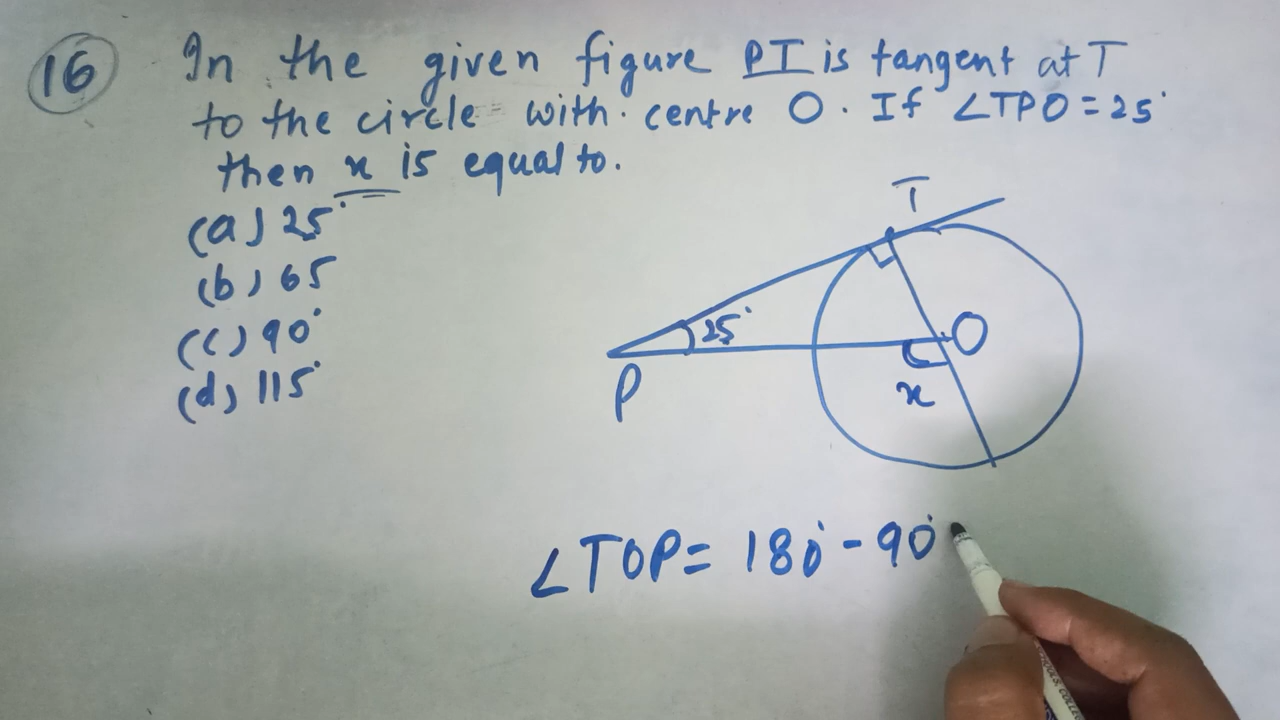 16 In the given figure PT is tangent at T
to the circle with. centre O. If ∠TPO = 25°
then x is equal to.
(a) 25°
(b) 65
(c) 90°
(d) 115°
T
25°
O
P
x
∠TOP = 180° - 90°